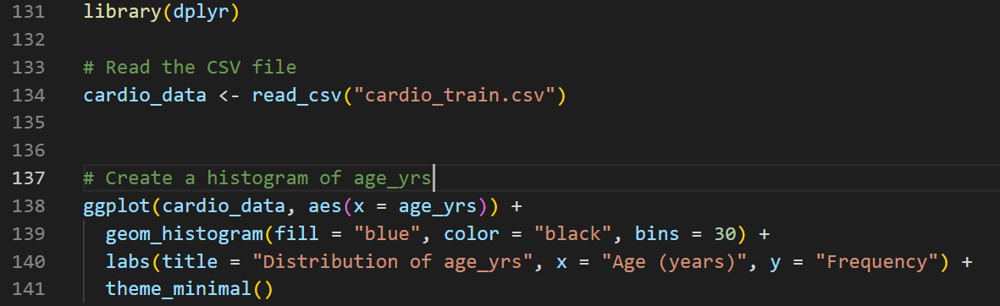 131 library(dplyr)
132
133 # Read the CSV file
134 cardio_data <- read_csv("cardio_train.csv")
135
136
137 # Create a histogram of age_yrs
138 ggplot(cardio_data, aes(x = age_yrs)) +
139   geom_histogram(fill = "blue", color = "black", bins = 30) +
140   labs(title = "Distribution of age_yrs", x = "Age (years)", y = "Frequency") +
141   theme_minimal()